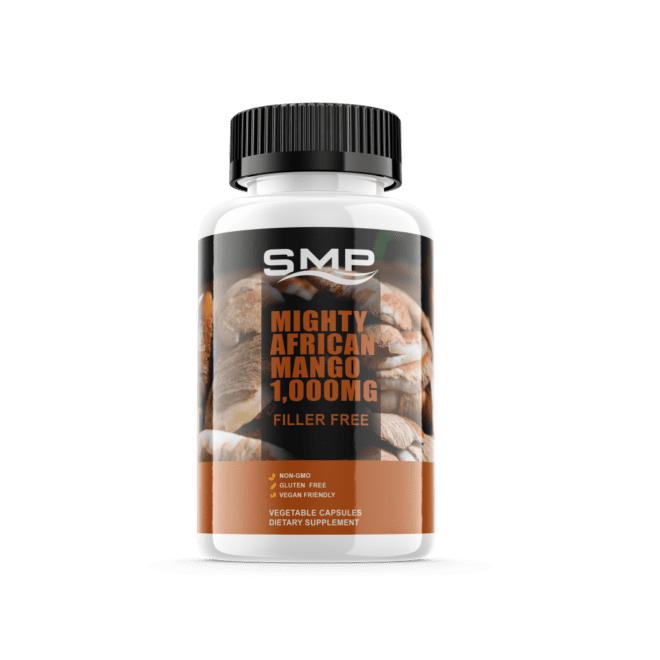 SMP
MIGHTY
AFRICAN
MANGO
1,000MG
FILLER FREE
NON-GMO
GLUTEN FREE
VEGAN FRIENDLY
VEGETABLE CAPSULES
DIETARY SUPPLEMENT